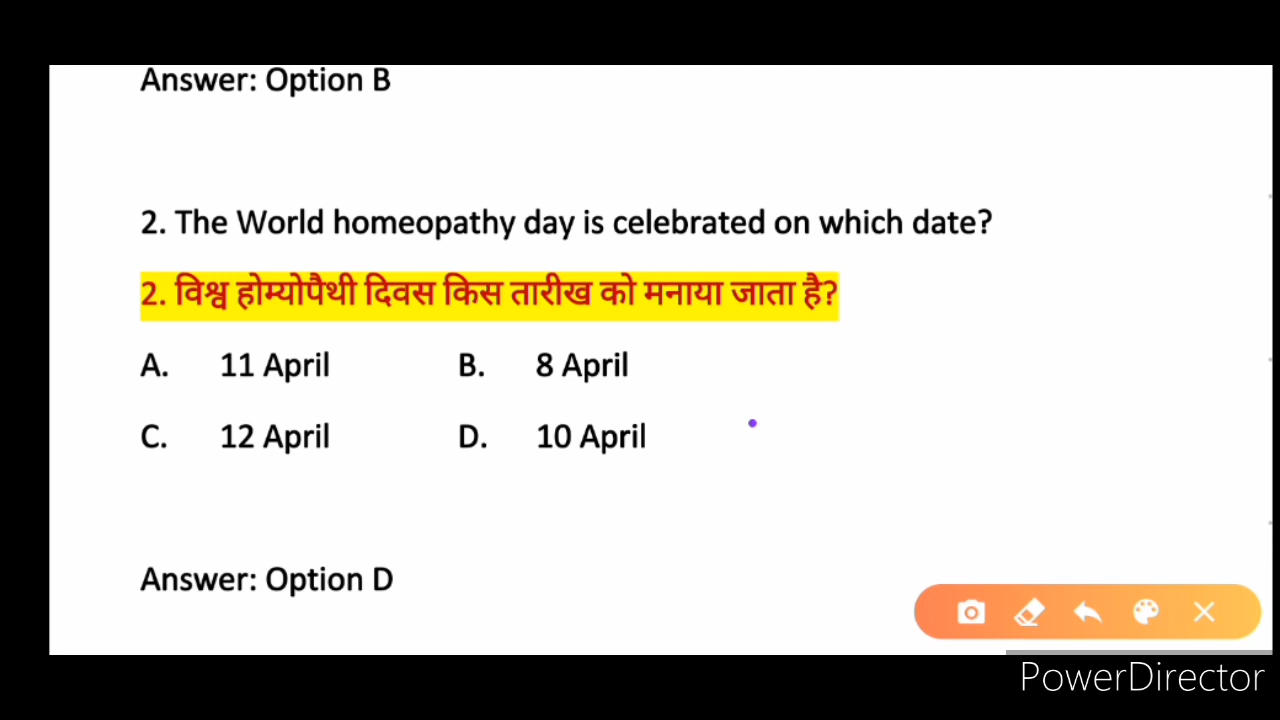 Answer: Option B
2. The World homeopathy day is celebrated on which date?
2. विश्व होम्योपैथी दिवस किस तारीख को मनाया जाता है?
A. 11 April B. 8 April
C. 12 April D. 10 April
Answer: Option D
PowerDirector